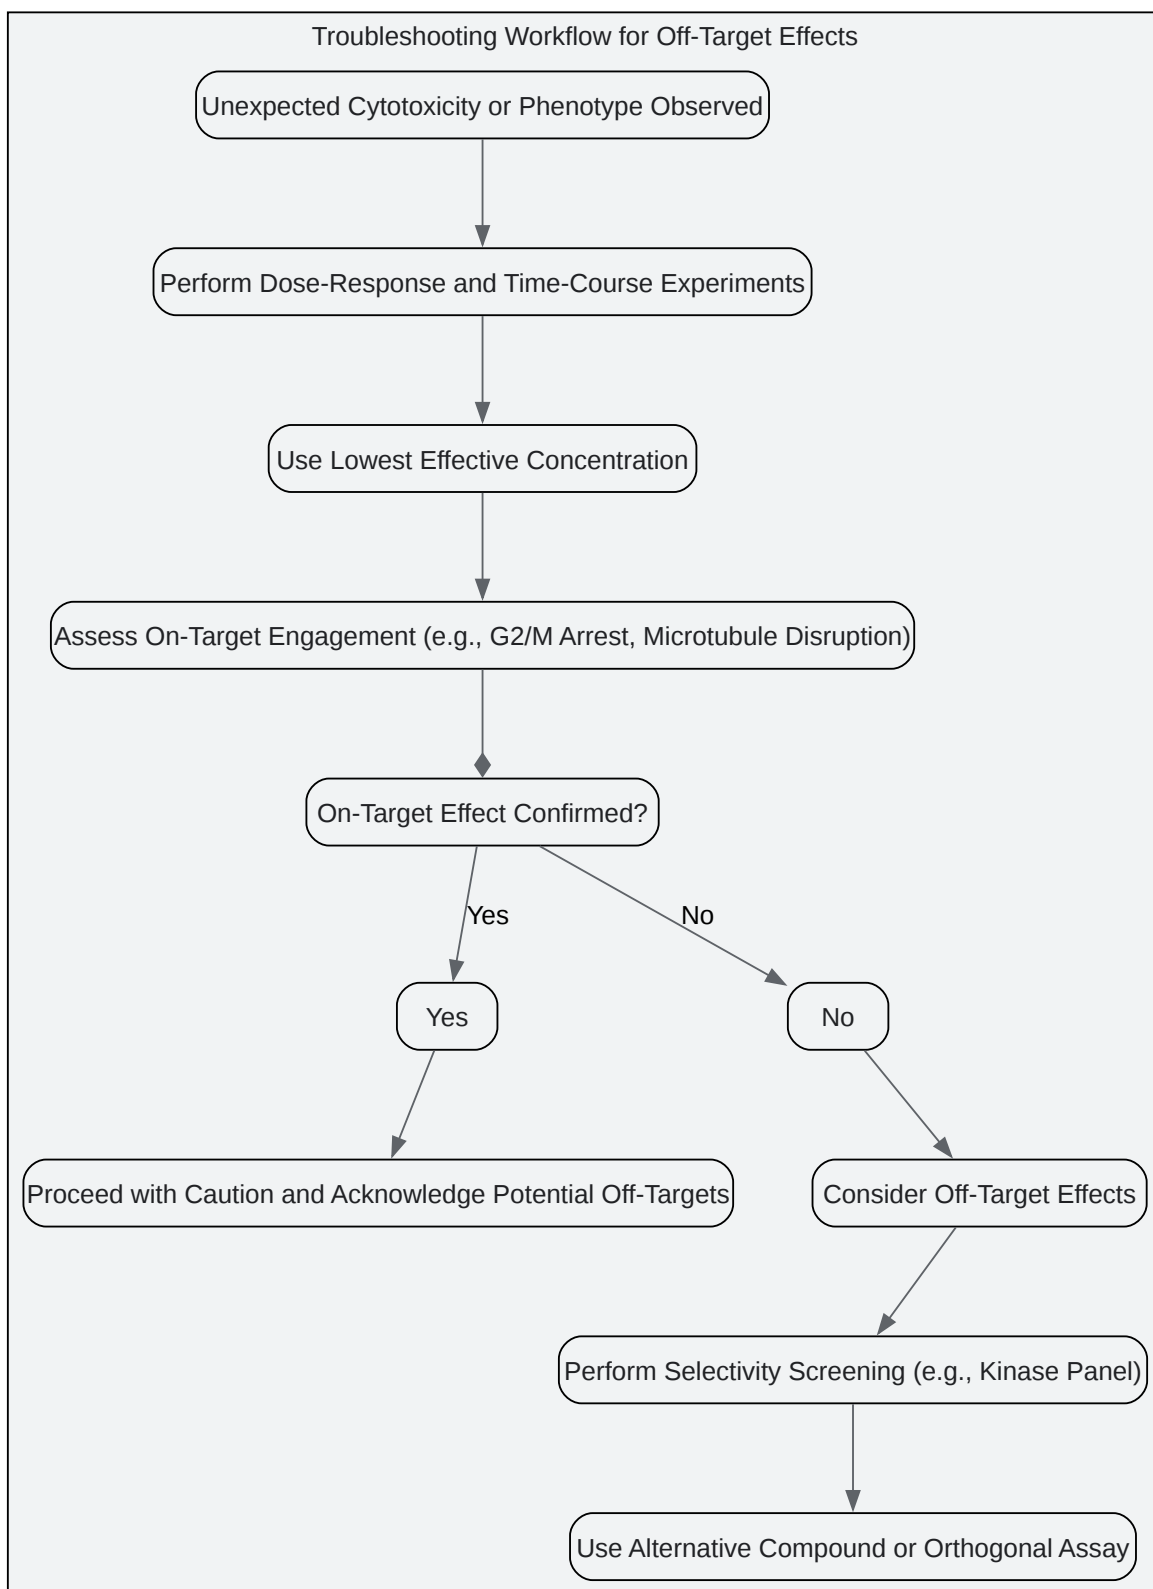 Troubleshooting Workflow for Off-Target Effects
Unexpected Cytotoxicity or Phenotype Observed
Perform Dose-Response and Time-Course Experiments
Use Lowest Effective Concentration
Assess On-Target Engagement (e.g., G2/M Arrest, Microtubule Disruption)
On-Target Effect Confirmed?
Yes
No
Yes
No
Proceed with Caution and Acknowledge Potential Off-Targets
Consider Off-Target Effects
Perform Selectivity Screening (e.g., Kinase Panel)
Use Alternative Compound or Orthogonal Assay